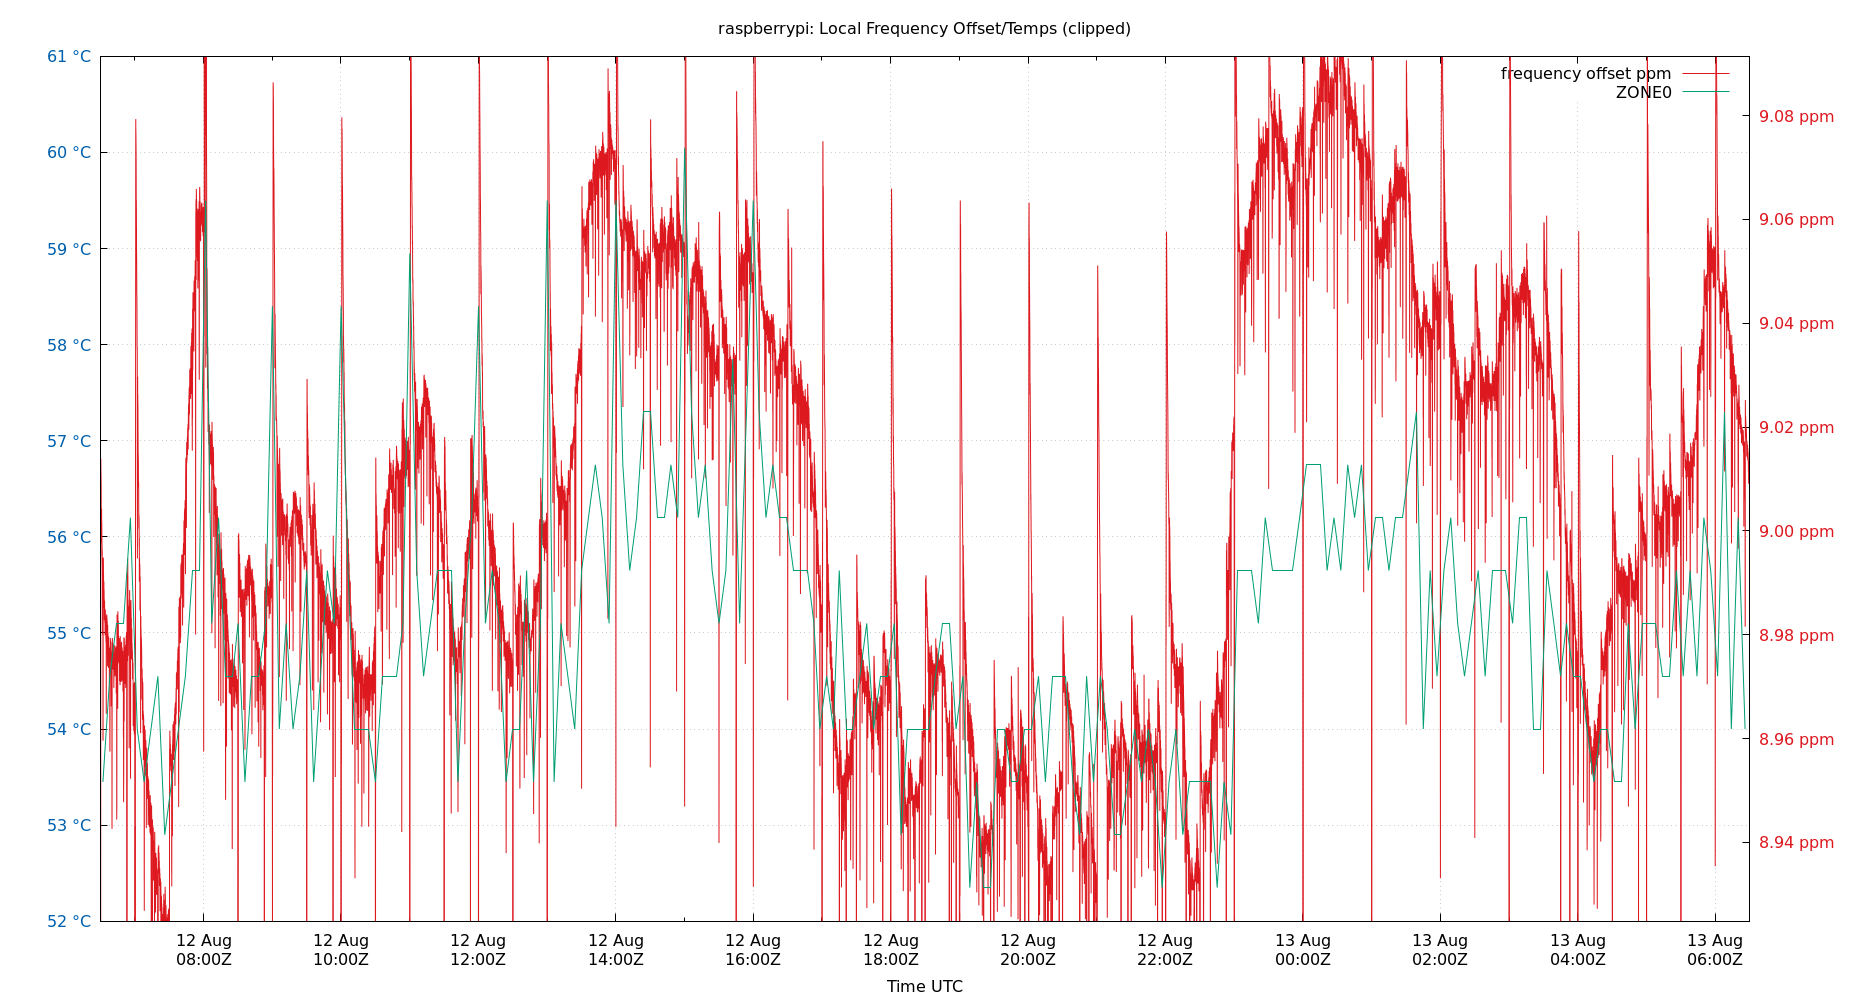 raspberrypi: Local Frequency Offset/Temps (clipped)
frequency offset ppm
ZONE0
61 °C
60 °C
59 °C
58 °C
57 °C
56 °C
55 °C
54 °C
53 °C
52 °C
9.08 ppm
9.06 ppm
9.04 ppm
9.02 ppm
9.00 ppm
8.98 ppm
8.96 ppm
8.94 ppm
12 Aug
08:00Z
12 Aug
10:00Z
12 Aug
12:00Z
12 Aug
14:00Z
12 Aug
16:00Z
12 Aug
18:00Z
12 Aug
20:00Z
12 Aug
22:00Z
13 Aug
00:00Z
13 Aug
02:00Z
13 Aug
04:00Z
13 Aug
06:00Z
Time UTC